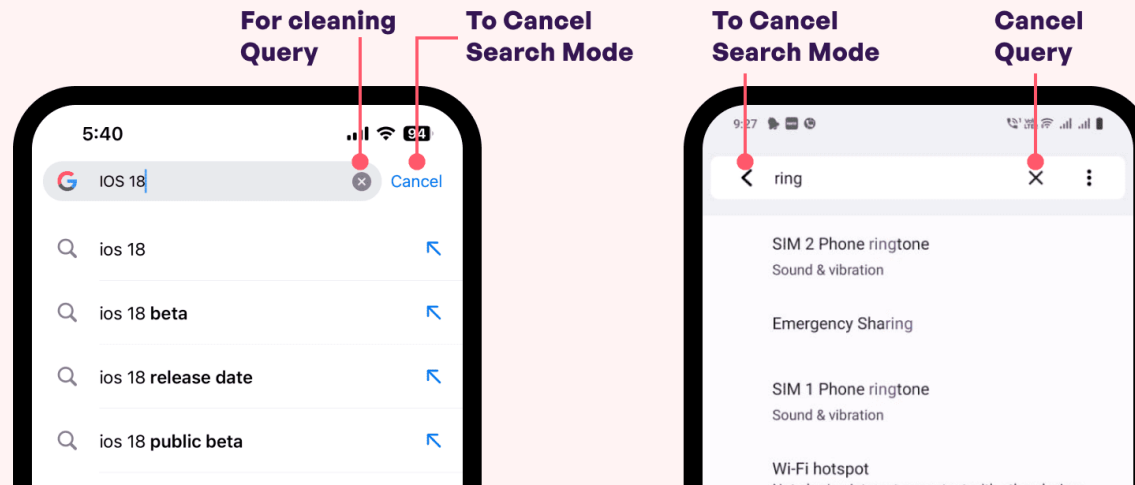 For cleaning
Query
To Cancel
Search Mode
To Cancel
Search Mode
Cancel
Query
5:40
94
IOS 18
Cancel
ios 18
ios 18 beta
ios 18 release date
ios 18 public beta
9:27
ring
SIM 2 Phone ringtone
Sound & vibration
Emergency Sharing
SIM 1 Phone ringtone
Sound & vibration
Wi-Fi hotspot